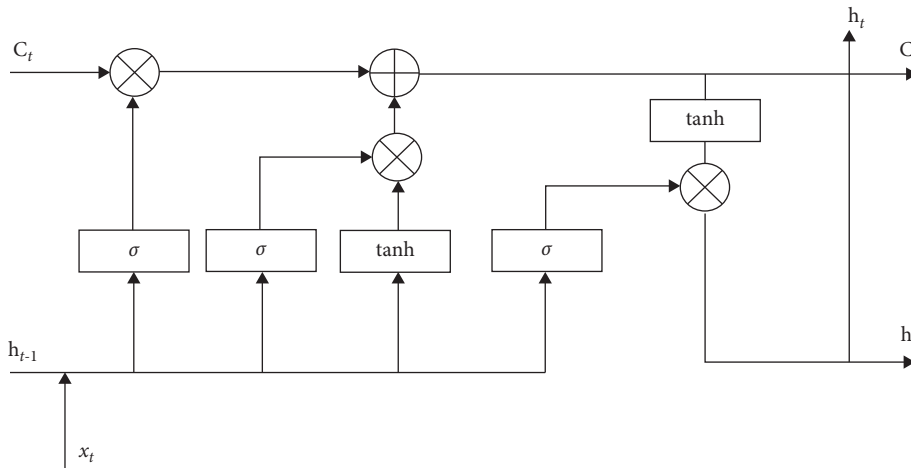 h_t
C_t
C
tanh
σ
σ
tanh
σ
h_{t-1}
h
x_t